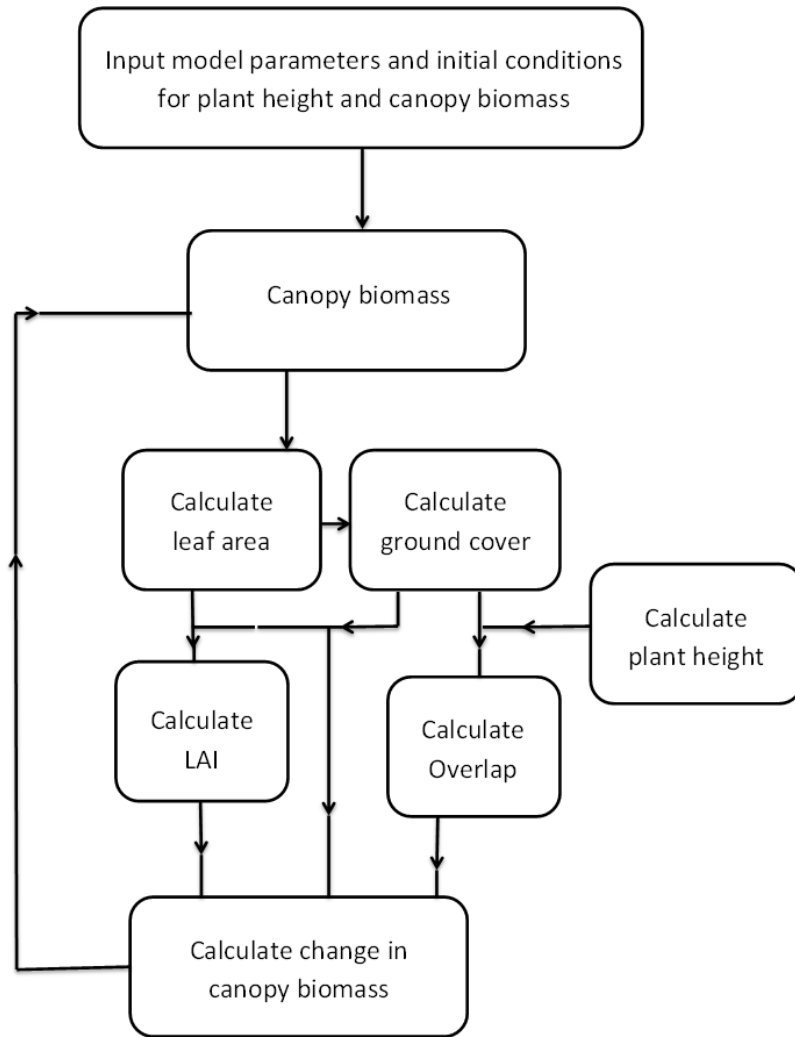 Input model parameters and initial conditions
for plant height and canopy biomass
Canopy biomass
Calculate
leaf area
Calculate
ground cover
Calculate
plant height
Calculate
LAI
Calculate
Overlap
Calculate change in
canopy biomass